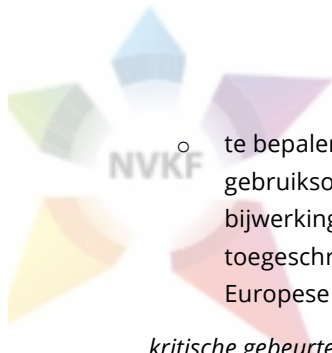 ○ te bepalen
NVKF
gebruikso
bijwerking
toegeschr
Europese
kritische gebeurte